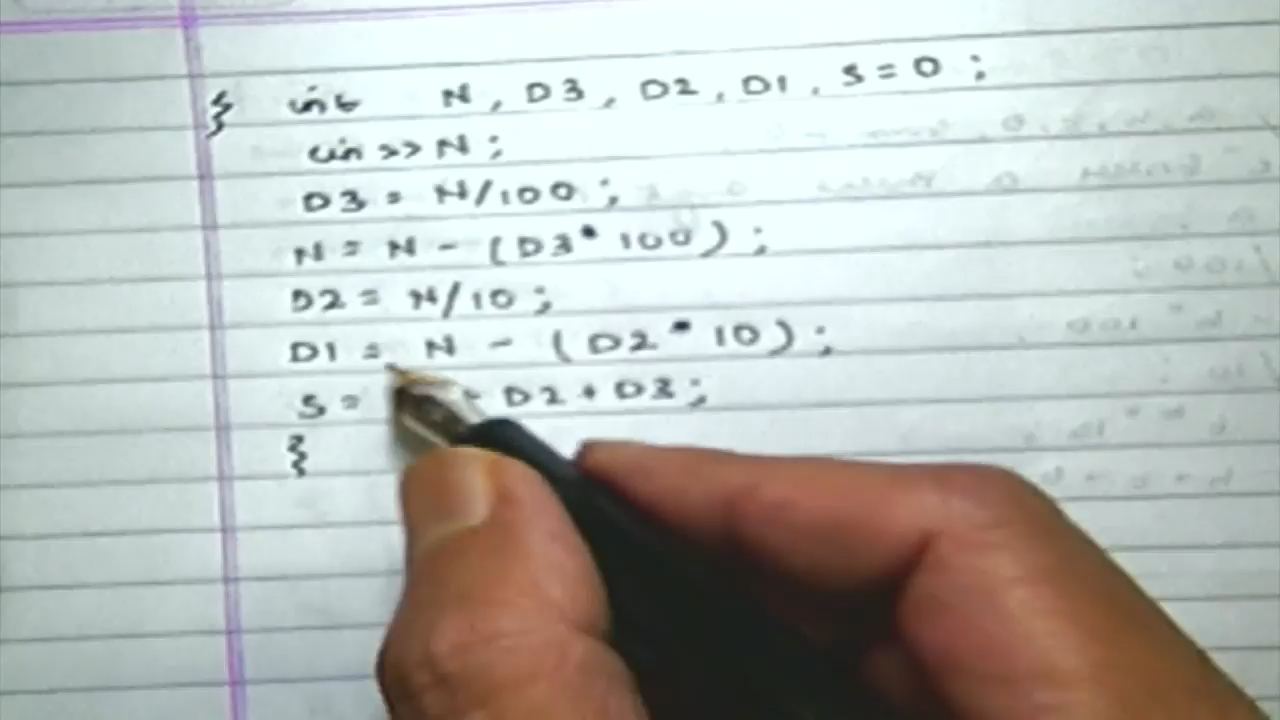 { int N, D3, D2, D1, S=0;
cin >> N;
D3 = N/100;
N = N - (D3* 100);
D2 = N/10;
D1 = N - (D2 * 10);
S = + D2 + D3;
}